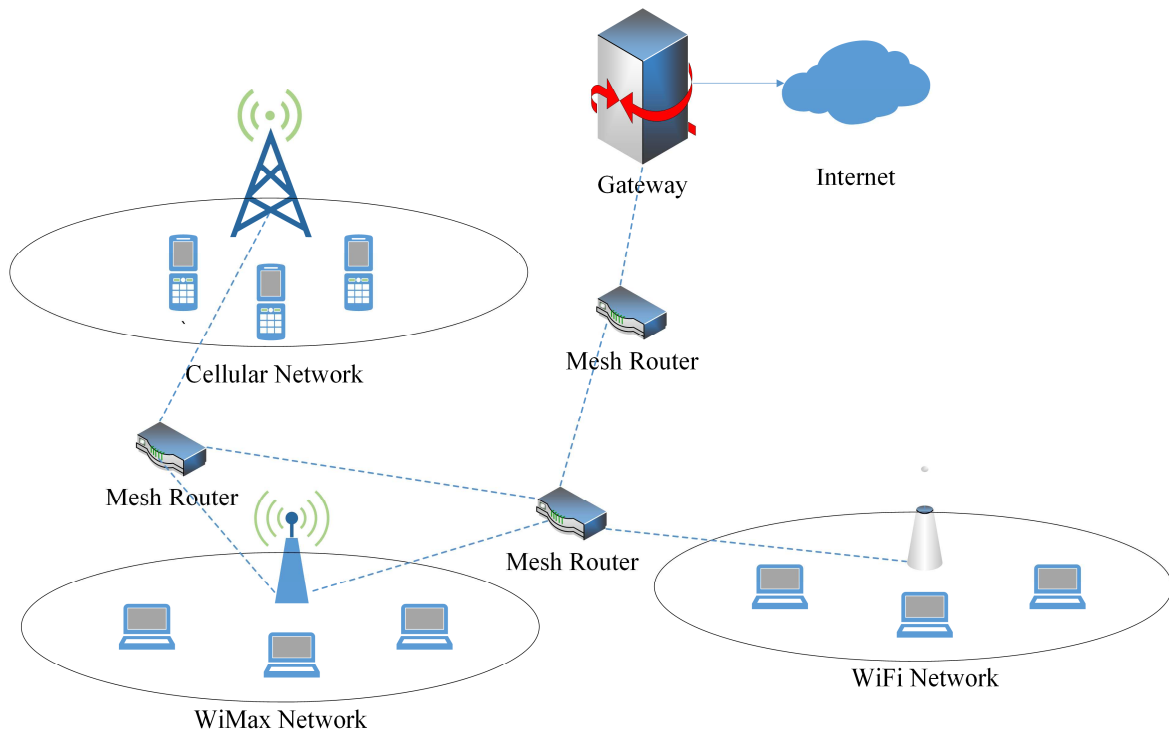 Gateway
Internet
Cellular Network
Mesh Router
Mesh Router
Mesh Router
WiFi Network
WiMax Network